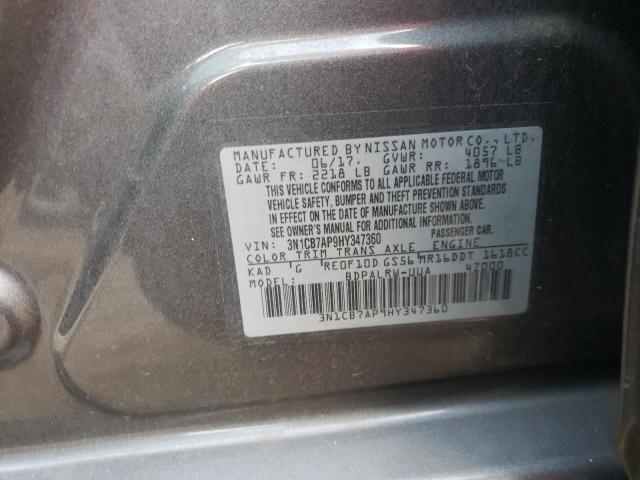 MANUFACTURED BY NISSAN MOTOR CO., LTD.
DATE: 06/17. GVWR: 4057 LB
GAWR FR: 2218 LB GAWR RR: 1896 LB
THIS VEHICLE CONFORMS TO ALL APPLICABLE FEDERAL MOTOR
VEHICLE SAFETY, BUMPER AND THEFT PREVENTION STANDARDS
IN EFFECT ON THE DATE OF MANUFACTURE SHOWN ABOVE.
SEE OWNER'S MANUAL
VIN: 3N1CB7AP9HY347360 PASSENGER CAR.
COLOR TRIM TRANS AXLE ENGINE
KAD G RE0F10D GS56 MR16DDT 1618CC
MODEL: BDPALRW-UUA 47000
3N1CB7AP9HY347360